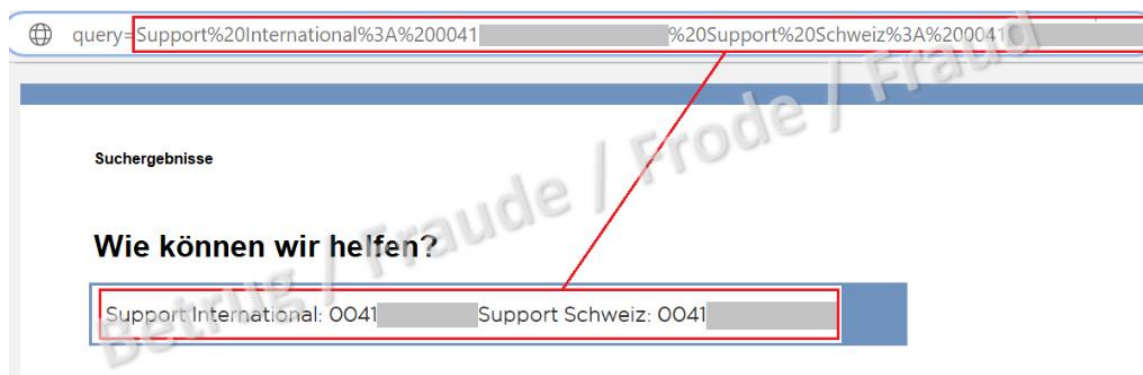 query=Support%20International%3A%200041 %20Support%20Schweiz%3A%200041
Suchergebnisse
Wie können wir helfen?
Support International: 0041 Support Schweiz: 0041
Betrug / Fraude / Frode / Fraud